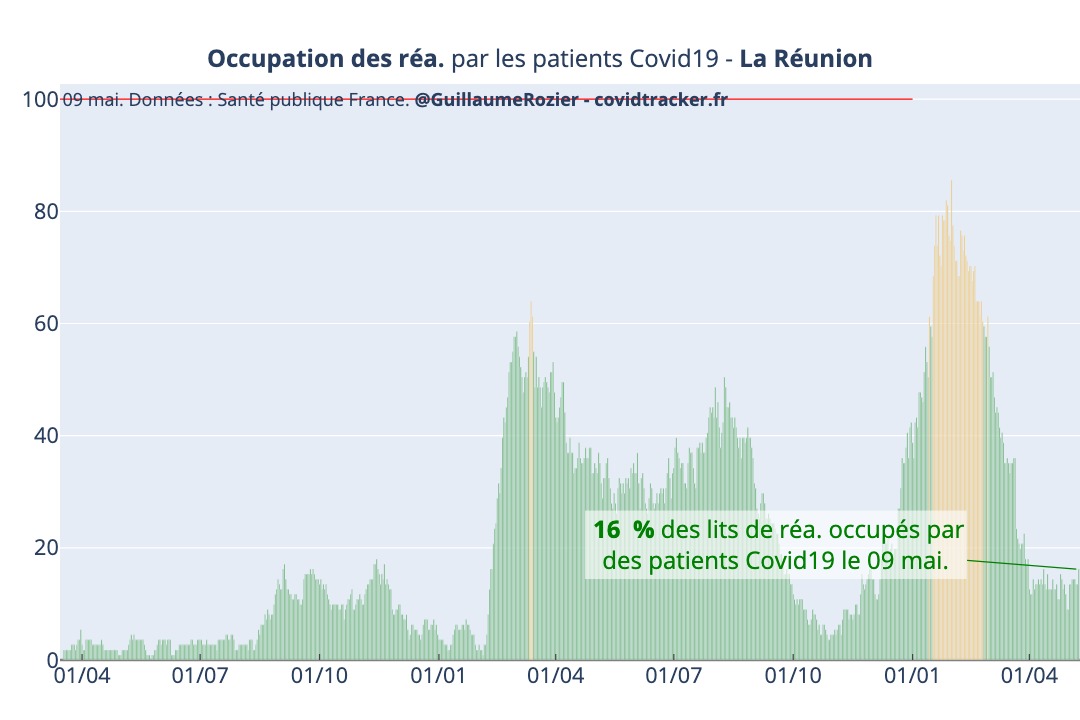 Occupation des réa. par les patients Covid19 - La Réunion
100
09 mai. Données : Santé publique France. @GuillaumeRozier - covidtracker.fr
80
60
40
20
0
16 % des lits de réa. occupés par
des patients Covid19 le 09 mai.
01/04 01/07 01/10 01/01 01/04 01/07 01/10 01/01 01/04